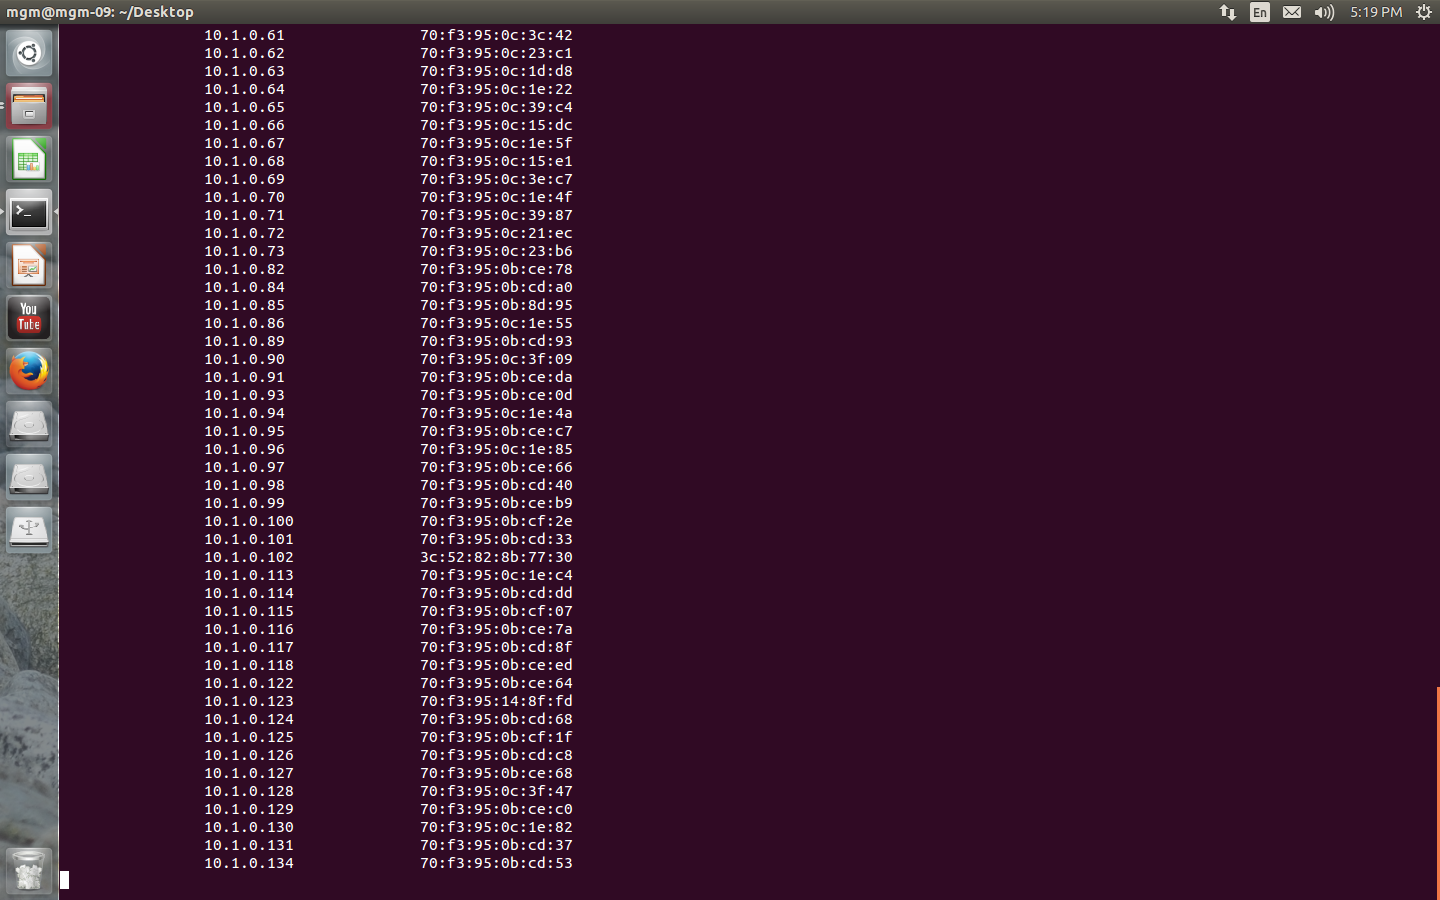 mgm@mgm-09: ~/Desktop En 5:19 PM
10.1.0.61 70:f3:95:0c:3c:42
10.1.0.62 70:f3:95:0c:23:c1
10.1.0.63 70:f3:95:0c:1d:d8
10.1.0.64 70:f3:95:0c:1e:22
10.1.0.65 70:f3:95:0c:39:c4
10.1.0.66 70:f3:95:0c:15:dc
10.1.0.67 70:f3:95:0c:1e:5f
10.1.0.68 70:f3:95:0c:15:e1
10.1.0.69 70:f3:95:0c:3e:c7
10.1.0.70 70:f3:95:0c:1e:4f
10.1.0.71 70:f3:95:0c:39:87
10.1.0.72 70:f3:95:0c:21:ec
10.1.0.73 70:f3:95:0c:23:b6
10.1.0.82 70:f3:95:0b:ce:78
10.1.0.84 70:f3:95:0b:cd:a0
10.1.0.85 70:f3:95:0b:8d:95
10.1.0.86 70:f3:95:0c:1e:55
10.1.0.89 70:f3:95:0b:cd:93
10.1.0.90 70:f3:95:0c:3f:09
10.1.0.91 70:f3:95:0b:ce:da
10.1.0.93 70:f3:95:0b:ce:0d
10.1.0.94 70:f3:95:0c:1e:4a
10.1.0.95 70:f3:95:0b:ce:c7
10.1.0.96 70:f3:95:0c:1e:85
10.1.0.97 70:f3:95:0b:ce:66
10.1.0.98 70:f3:95:0b:cd:40
10.1.0.99 70:f3:95:0b:ce:b9
10.1.0.100 70:f3:95:0b:cf:2e
10.1.0.101 70:f3:95:0b:cd:33
10.1.0.102 3c:52:82:8b:77:30
10.1.0.113 70:f3:95:0c:1e:c4
10.1.0.114 70:f3:95:0b:cd:dd
10.1.0.115 70:f3:95:0b:cf:07
10.1.0.116 70:f3:95:0b:ce:7a
10.1.0.117 70:f3:95:0b:cd:8f
10.1.0.118 70:f3:95:0b:ce:ed
10.1.0.122 70:f3:95:0b:ce:64
10.1.0.123 70:f3:95:14:8f:fd
10.1.0.124 70:f3:95:0b:cd:68
10.1.0.125 70:f3:95:0b:cf:1f
10.1.0.126 70:f3:95:0b:cd:c8
10.1.0.127 70:f3:95:0b:ce:68
10.1.0.128 70:f3:95:0c:3f:47
10.1.0.129 70:f3:95:0b:ce:c0
10.1.0.130 70:f3:95:0c:1e:82
10.1.0.131 70:f3:95:0b:cd:37
10.1.0.134 70:f3:95:0b:cd:53
>_
You
Tube